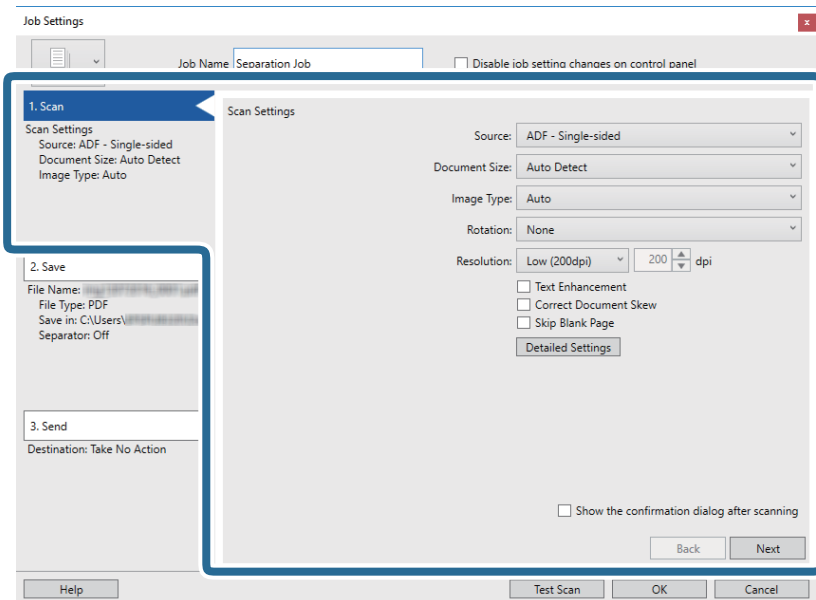 Job Settings
x
Job Name Separation Job Disable job setting changes on control panel
1. Scan
Scan Settings
Source: ADF - Single-sided
Document Size: Auto Detect
Image Type: Auto
2. Save
File Name:
File Type: PDF
Save in: C:\Users\
Separator: Off
3. Send
Destination: Take No Action
Scan Settings
Source: ADF - Single-sided
Document Size: Auto Detect
Image Type: Auto
Rotation: None
Resolution: Low (200dpi) 200 dpi
Text Enhancement
Correct Document Skew
Skip Blank Page
Detailed Settings
Show the confirmation dialog after scanning
Back Next
Help Test Scan OK Cancel